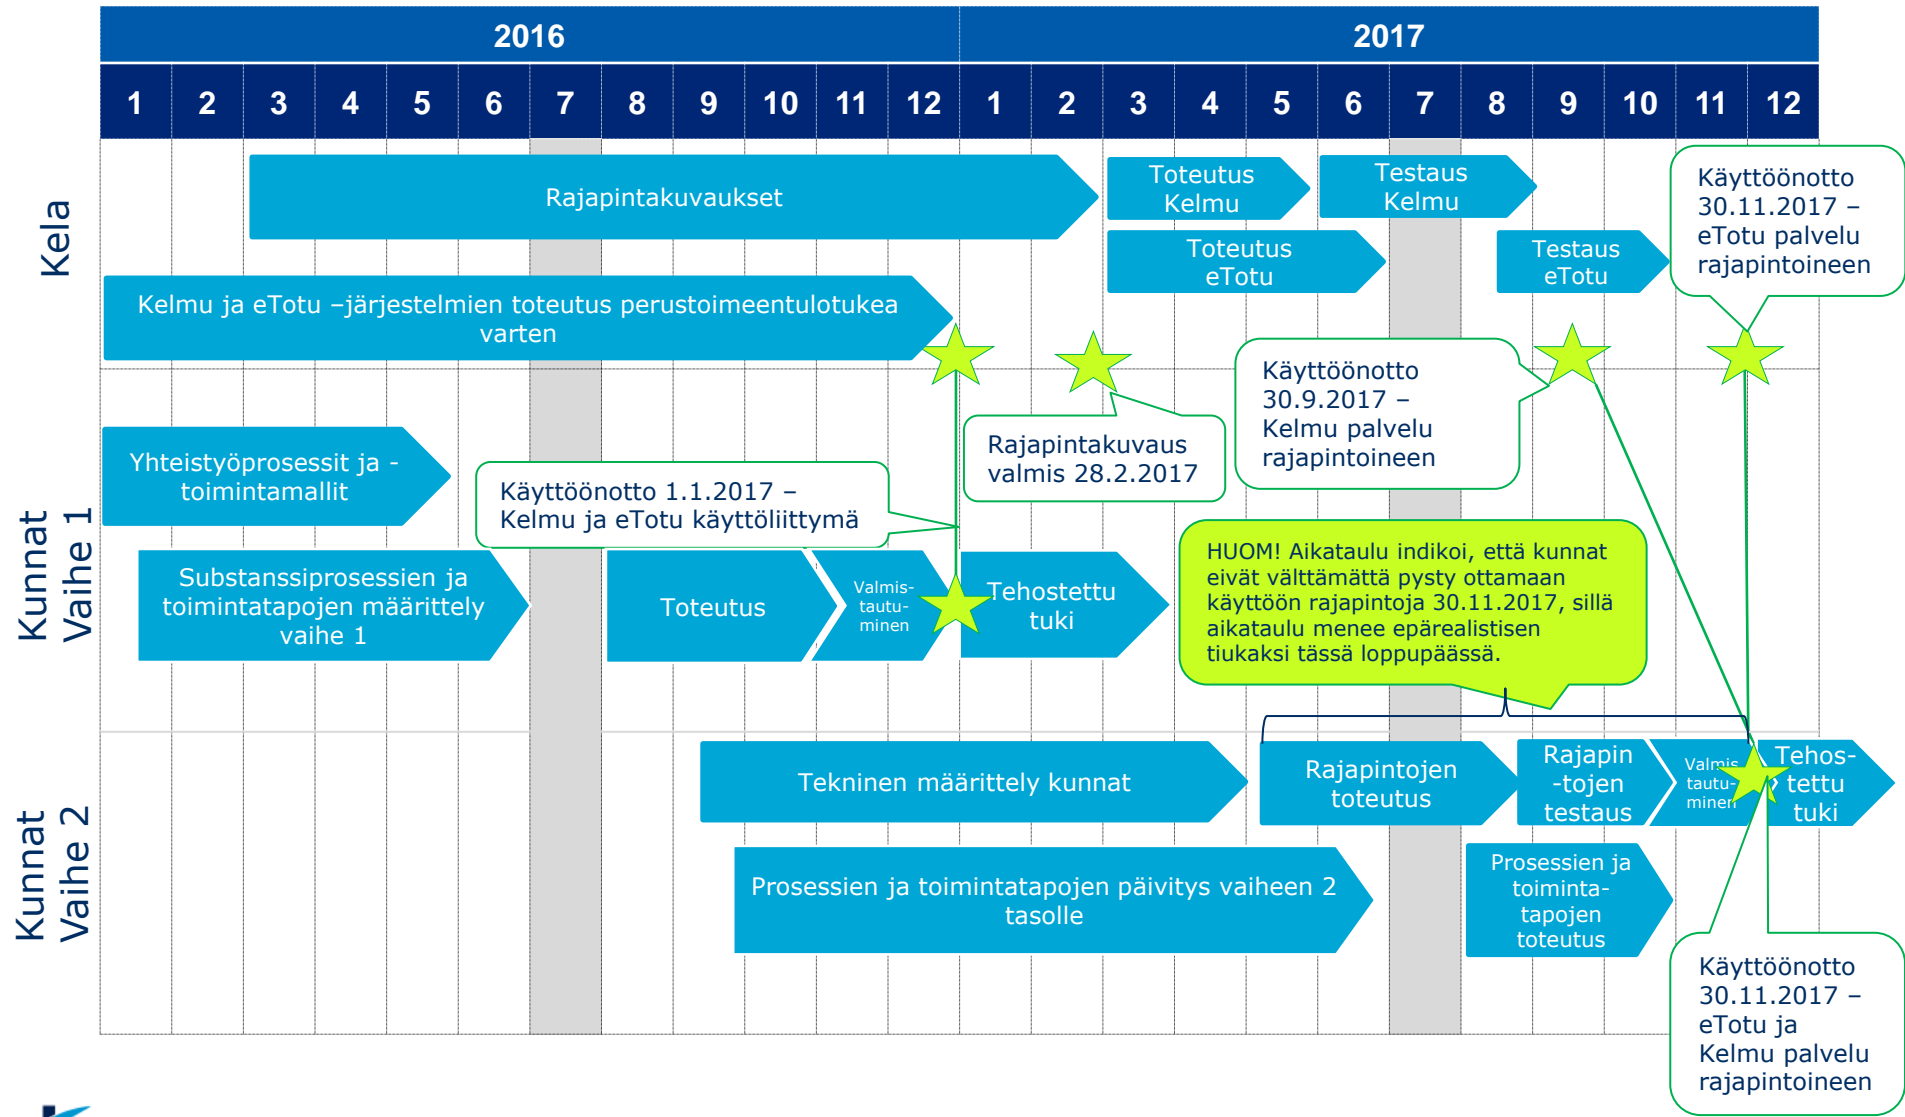 2016
2017
1 2 3 4 5 6 7 8 9 10 11 12 1 2 3 4 5 6 7 8 9 10 11 12
Kela
Rajapintakuvaukset
Toteutus
Kelmu
Testaus
Kelmu
Toteutus
eTotu
Testaus
eTotu
Käyttöönotto
30.11.2017 –
eTotu palvelu
rajapintoineen
Kelmu ja eTotu –järjestelmien toteutus perustoimeentulotukea
varten
Käyttöönotto
30.9.2017 –
Kelmu palvelu
rajapintoineen
Rajapintakuvaus
valmis 28.2.2017
Kunnat
Vaihe 1
Yhteistyöprosessit ja -
toimintamallit
Käyttöönotto 1.1.2017 –
Kelmu ja eTotu käyttöliittymä
Substanssiprosessien ja
toimintatapojen määrittely
vaihe 1
Toteutus
Valmis-
tautu-
minen
Tehostettu
tuki
HUOM! Aikataulu indikoi, että kunnat
eivät välttämättä pysty ottamaan
käyttöön rajapintoja 30.11.2017, sillä
aikataulu menee epärealistisen
tiukaksi tässä loppupäässä.
Kunnat
Vaihe 2
Tekninen määrittely kunnat
Rajapintojen
toteutus
Rajapin
-tojen
testaus
Valmis
tautu-
minen
Tehos-
tettu
tuki
Prosessien ja toimintatapojen päivitys vaiheen 2
tasolle
Prosessien ja
toiminta-
tapojen
toteutus
Käyttöönotto
30.11.2017 –
eTotu ja
Kelmu palvelu
rajapintoineen